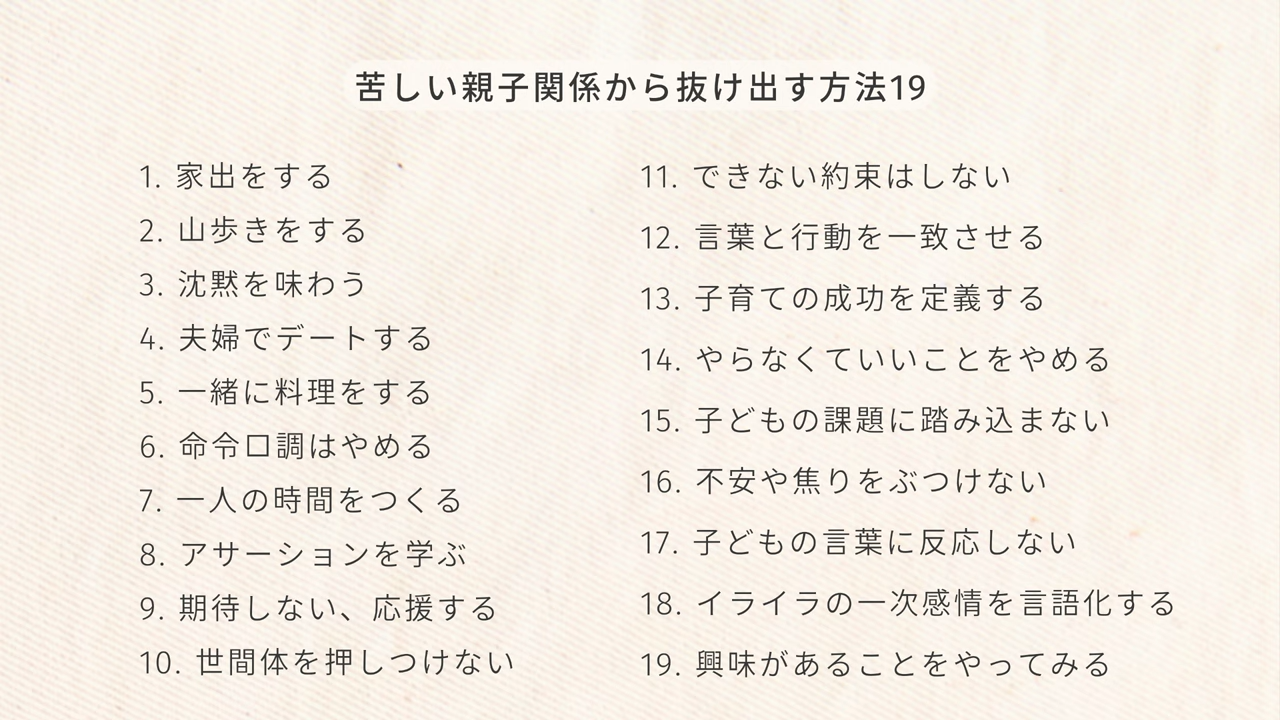 苦しい親子関係から抜け出す方法19
1. 家出をする
2. 山歩きをする
3. 沈黙を味わう
4. 夫婦でデートする
5. 一緒に料理をする
6. 命令口調はやめる
7. 一人の時間をつくる
8. アサーションを学ぶ
9. 期待しない、応援する
10. 世間体を押しつけない
11. できない約束はしない
12. 言葉と行動を一致させる
13. 子育ての成功を定義する
14. やらなくていいことをやめる
15. 子どもの課題に踏み込まない
16. 不安や焦りをぶつけない
17. 子どもの言葉に反応しない
18. イライラの一次感情を言語化する
19. 興味があることをやってみる